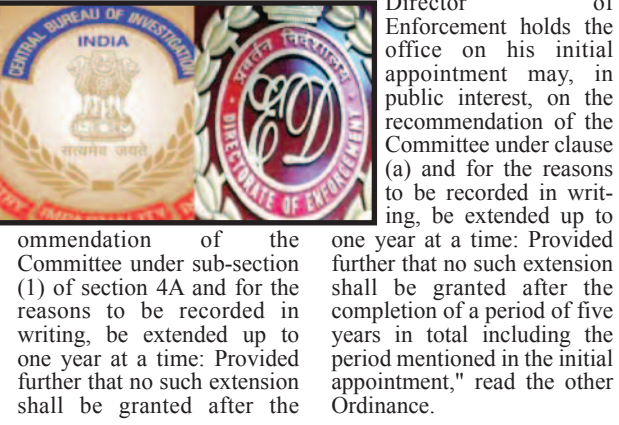 CENTRAL BUREAU OF INVESTIGATION
INDIA
सत्यमेव जयते
IMPARTIALITY
प्रवर्तन निदेशालय
ED
DIRECTORATE OF ENFORCEMENT
ommendation of the
Committee under sub-section
(1) of section 4A and for the
reasons to be recorded in
writing, be extended up to
one year at a time: Provided
further that no such extension
shall be granted after the
Director of
Enforcement holds the
office on his initial
appointment may, in
public interest, on the
recommendation of the
Committee under clause
(a) and for the reasons
to be recorded in writ-
ing, be extended up to
one year at a time: Provided
further that no such extension
shall be granted after the
completion of a period of five
years in total including the
period mentioned in the initial
appointment," read the other
Ordinance.